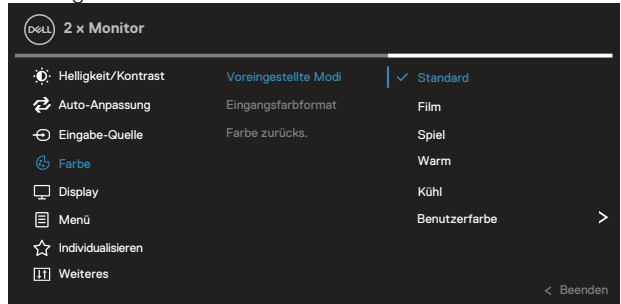 DELL 2 x Monitor
Helligkeit/Kontrast Voreingestellte Modi Standard
Auto-Anpassung Eingangsfarbformat Film
Eingabe-Quelle Farbe zurücks. Spiel
Farbe Warm
Display Kühl
Menü Benutzerfarbe >
Individualisieren
Weiteres
< Beenden